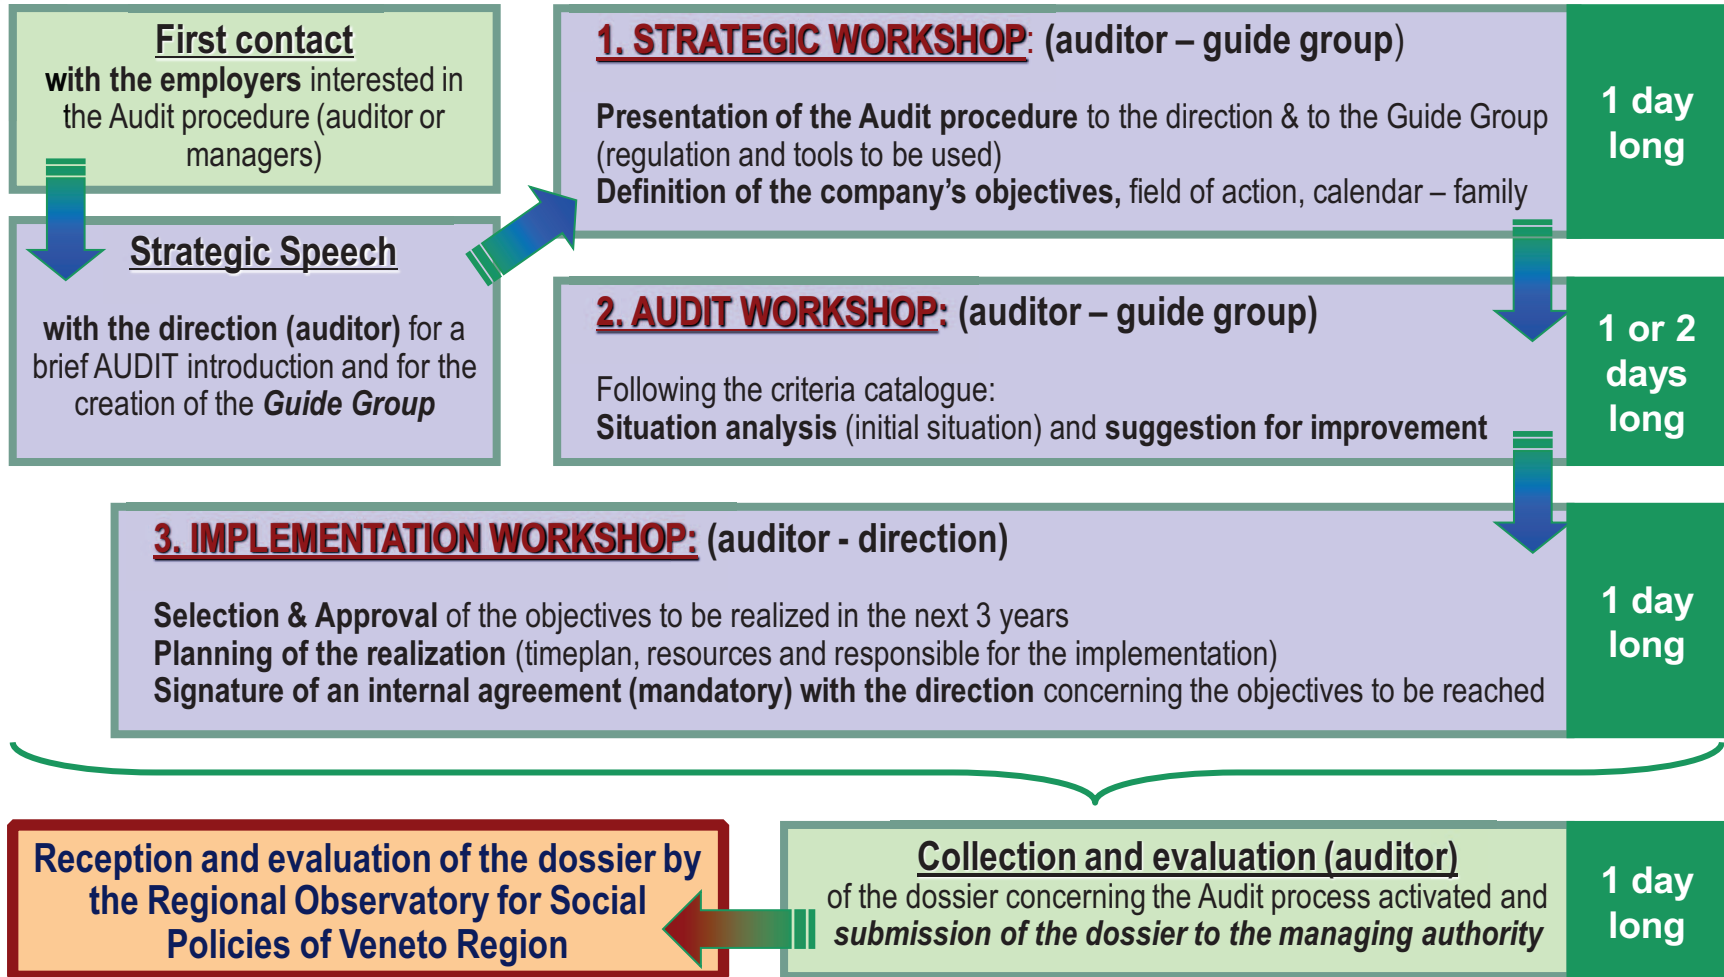 First contact
with the employers interested in
the Audit procedure (auditor or
managers)
Strategic Speech
with the direction (auditor) for a
brief AUDIT introduction and for the
creation of the Guide Group
1. STRATEGIC WORKSHOP: (auditor – guide group)
Presentation of the Audit procedure to the direction & to the Guide Group
(regulation and tools to be used)
Definition of the company’s objectives, field of action, calendar – family
1 day
long
2. AUDIT WORKSHOP: (auditor – guide group)
Following the criteria catalogue:
Situation analysis (initial situation) and suggestion for improvement
1 or 2
days
long
3. IMPLEMENTATION WORKSHOP: (auditor - direction)
Selection & Approval of the objectives to be realized in the next 3 years
Planning of the realization (timeplan, resources and responsible for the implementation)
Signature of an internal agreement (mandatory) with the direction concerning the objectives to be reached
1 day
long
Collection and evaluation (auditor)
of the dossier concerning the Audit process activated and
submission of the dossier to the managing authority
1 day
long
Reception and evaluation of the dossier by
the Regional Observatory for Social
Policies of Veneto Region